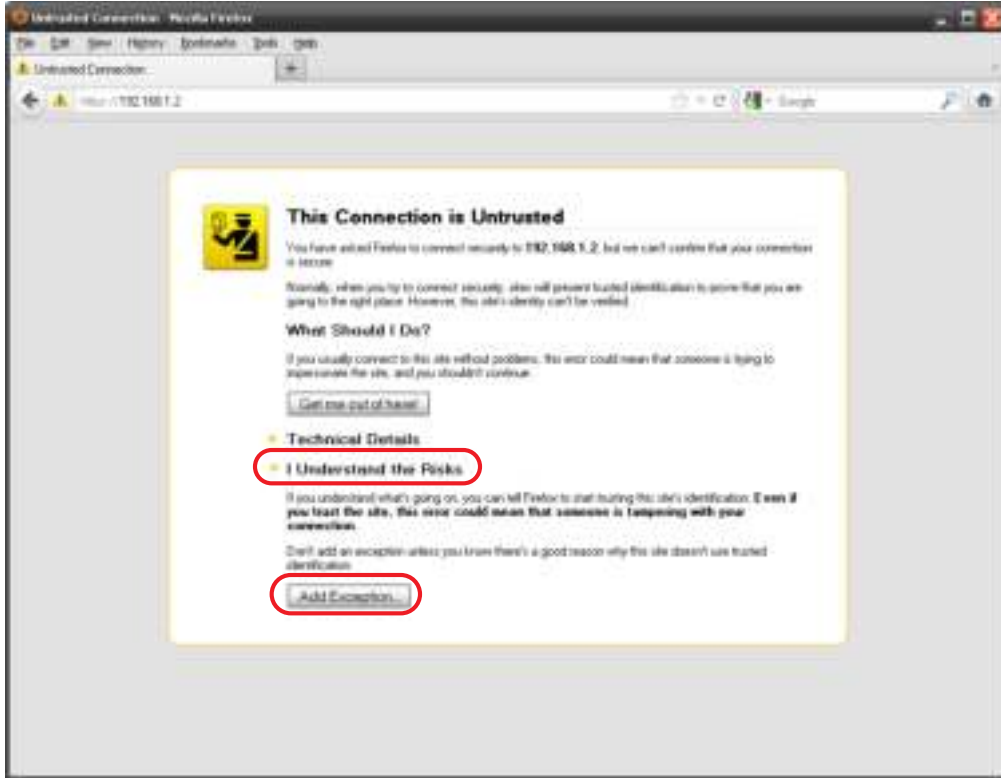 Untrusted Connection - Mozilla Firefox
File Edit View History Bookmarks Tools Help
Untrusted Connection
https://192.168.1.2
Google
This Connection is Untrusted
You have asked Firefox to connect securely to 192.168.1.2, but we can't confirm that your connection
is secure.
Normally, when you try to connect securely, sites will present trusted identification to prove that you are
going to the right place. However, this site's identity can't be verified.
What Should I Do?
If you usually connect to this site without problems, this error could mean that someone is trying to
impersonate the site, and you shouldn't continue.
Get me out of here!
Technical Details
I Understand the Risks
If you understand what's going on, you can tell Firefox to start trusting this site's identification. Even if
you trust the site, this error could mean that someone is tampering with your
connection.
Don't add an exception unless you know there's a good reason why this site doesn't use trusted
identification.
Add Exception...